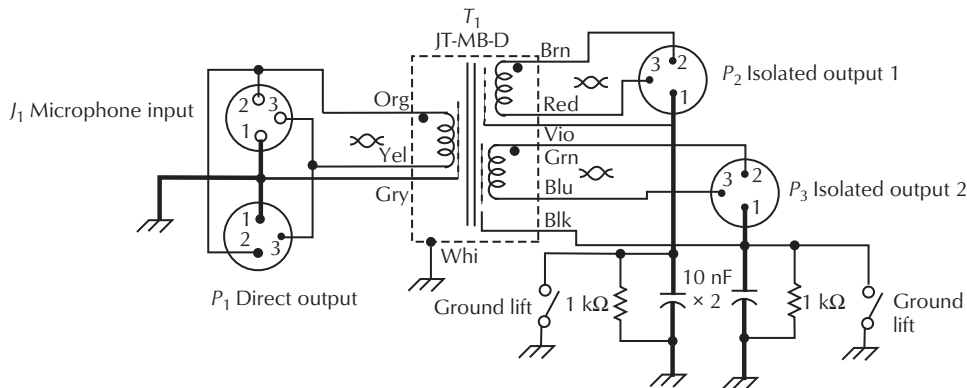 T1
JT-MB-D
Brn
3 2
1
P2 Isolated output 1
Org
Red
J1 Microphone input
2 3
1
Vio
Yel
Grn
3 2
1
P3 Isolated output 2
Gry
Blu
Blk
1
2 3
Whi
P1 Direct output
Ground lift
1 kΩ
10 nF
× 2
1 kΩ
Ground
lift